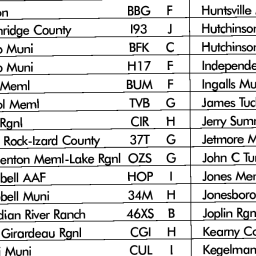 on BBG F Huntsville
nridge County I93 J Hutchinson
o Muni BFK C Hutchinson
o Muni H17 F Independe
Meml BUM F Ingalls Mu
ol Meml TVB G James Tuc
Rgnl CIR H Jerry Sumn
Rock-Izard County 37T G Jetmore M
enton Meml-Lake Rgnl OZS G John C Tu
bell AAF HOP I Jones Mem
bell Muni 34M H Jonesboro
dian River Ranch 46XS B Joplin Rgn
Girardeau Rgnl CGI H Kearny Co
i Muni CUL I Kegelman